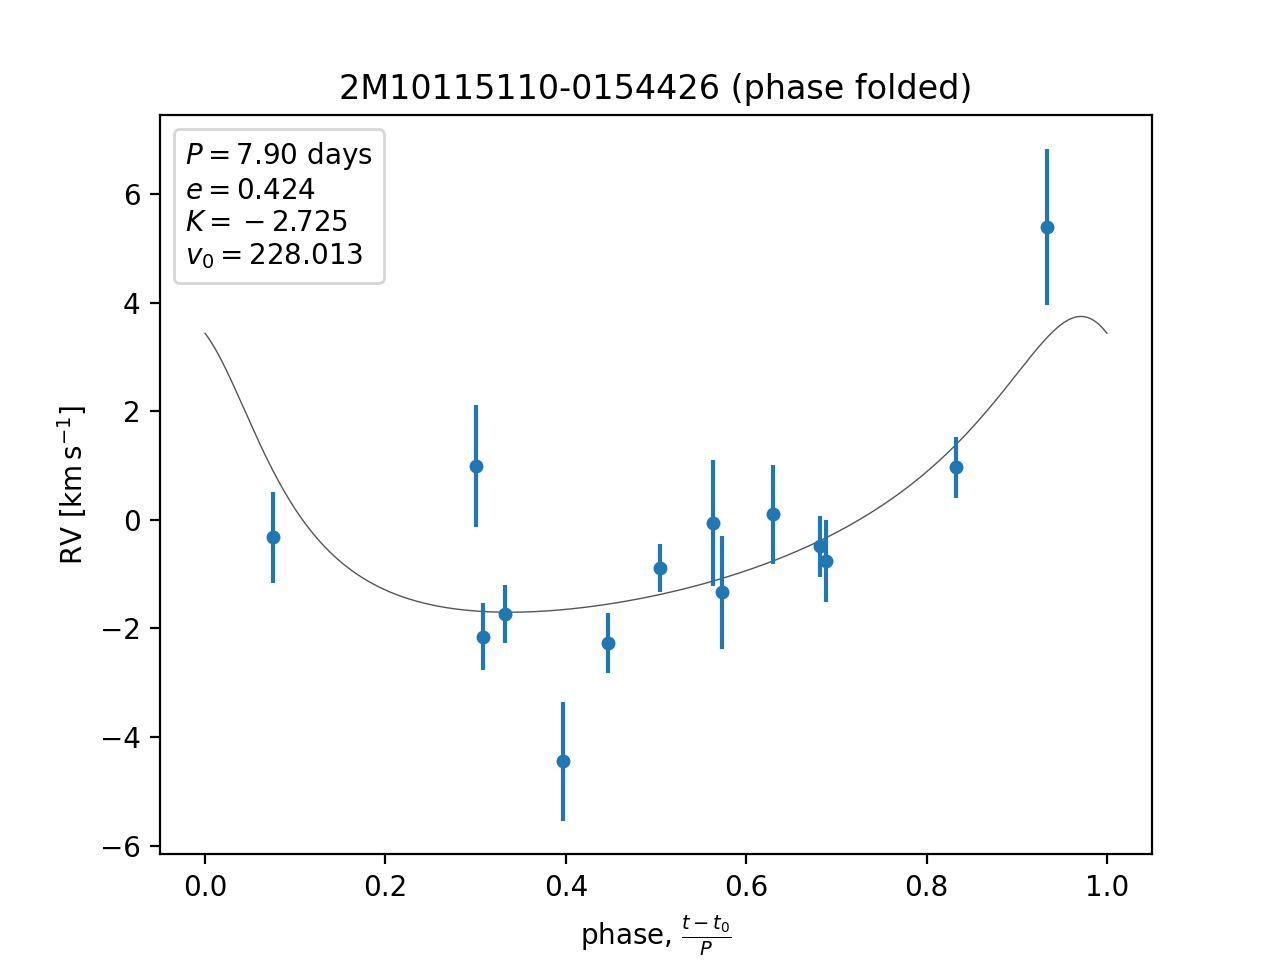 2M10115110-0154426 (phase folded)
P = 7.90 days
e = 0.424
K = −2.725
v₀ = 228.013
RV [km s⁻¹]
6
4
2
0
−2
−4
−6
0.0 0.2 0.4 0.6 0.8 1.0
phase, (t − t₀)/P